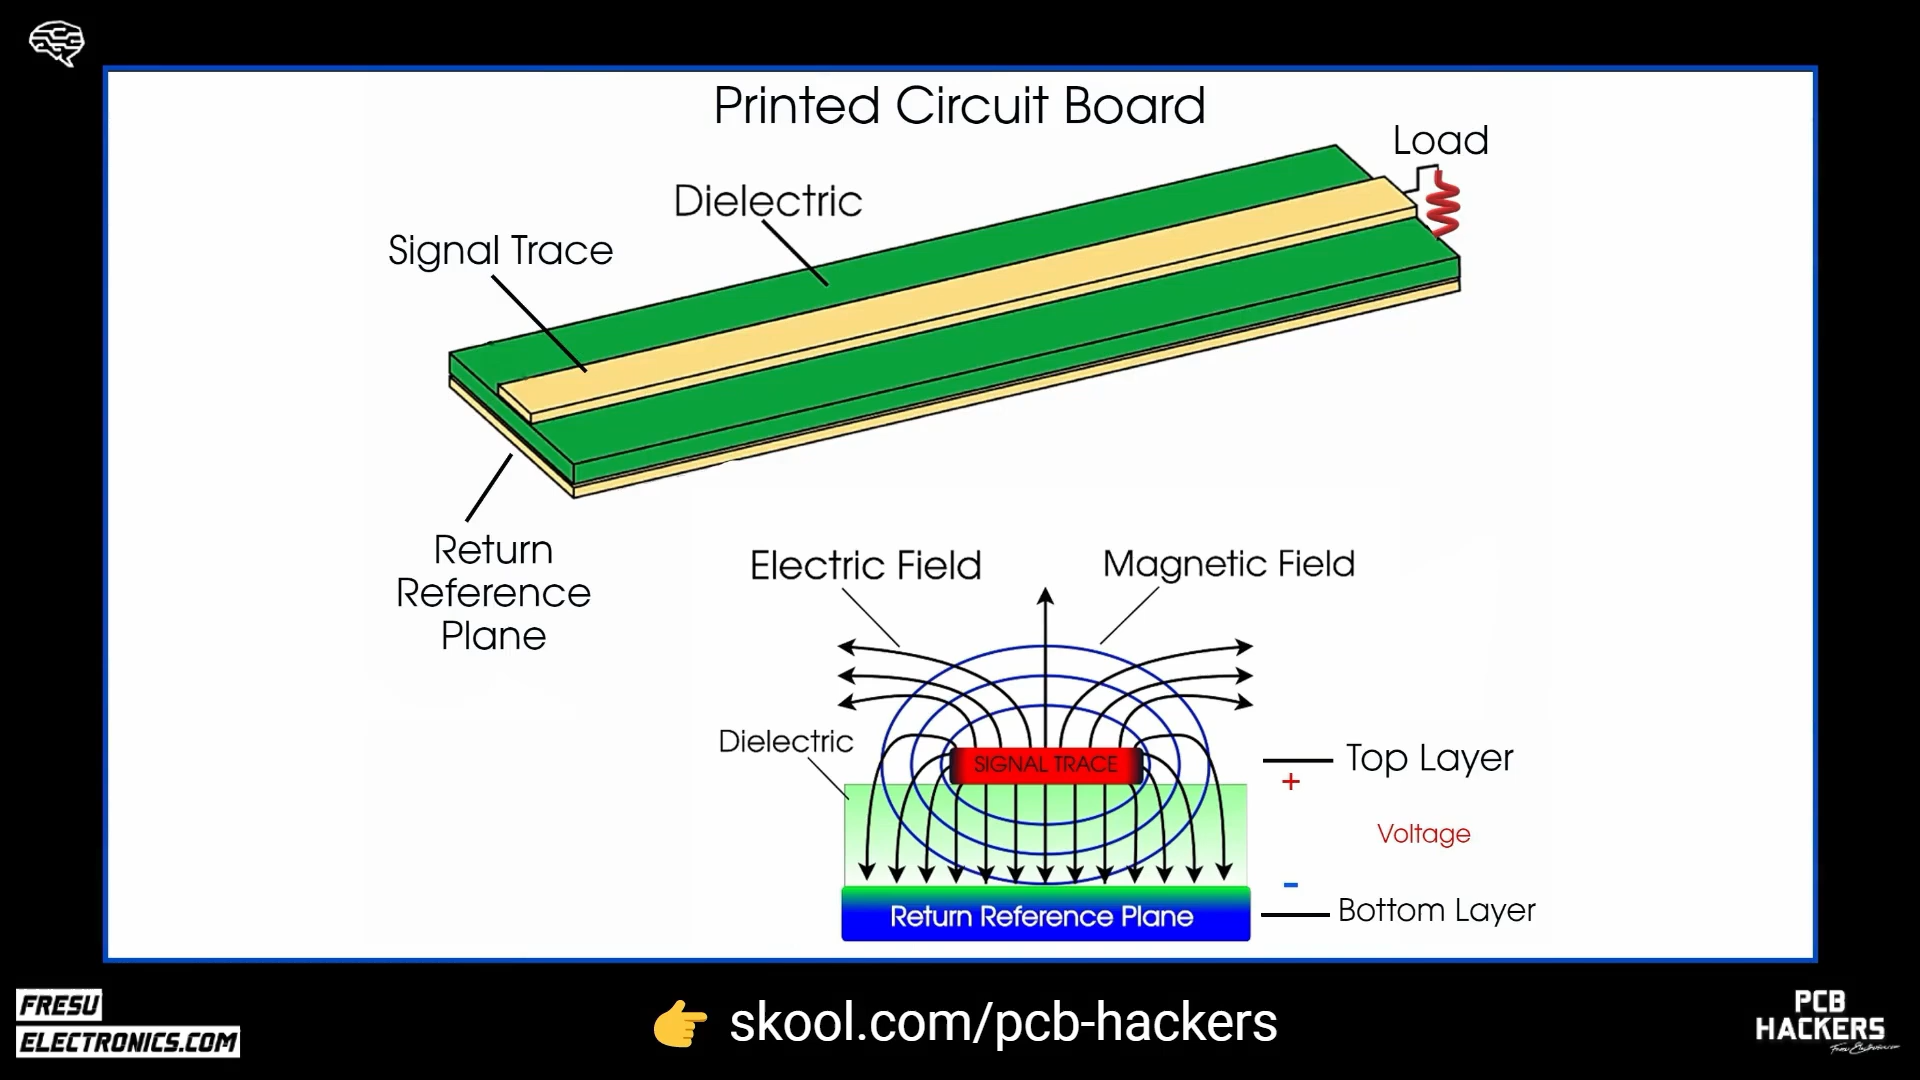 Printed Circuit Board
Load
Dielectric
Signal Trace
Return
Reference
Plane
Electric Field
Magnetic Field
Dielectric
SIGNAL TRACE
Top Layer
+
Voltage
-
Return Reference Plane
Bottom Layer
FRESU
ELECTRONICS.COM
👉 skool.com/pcb-hackers
PCB
HACKERS